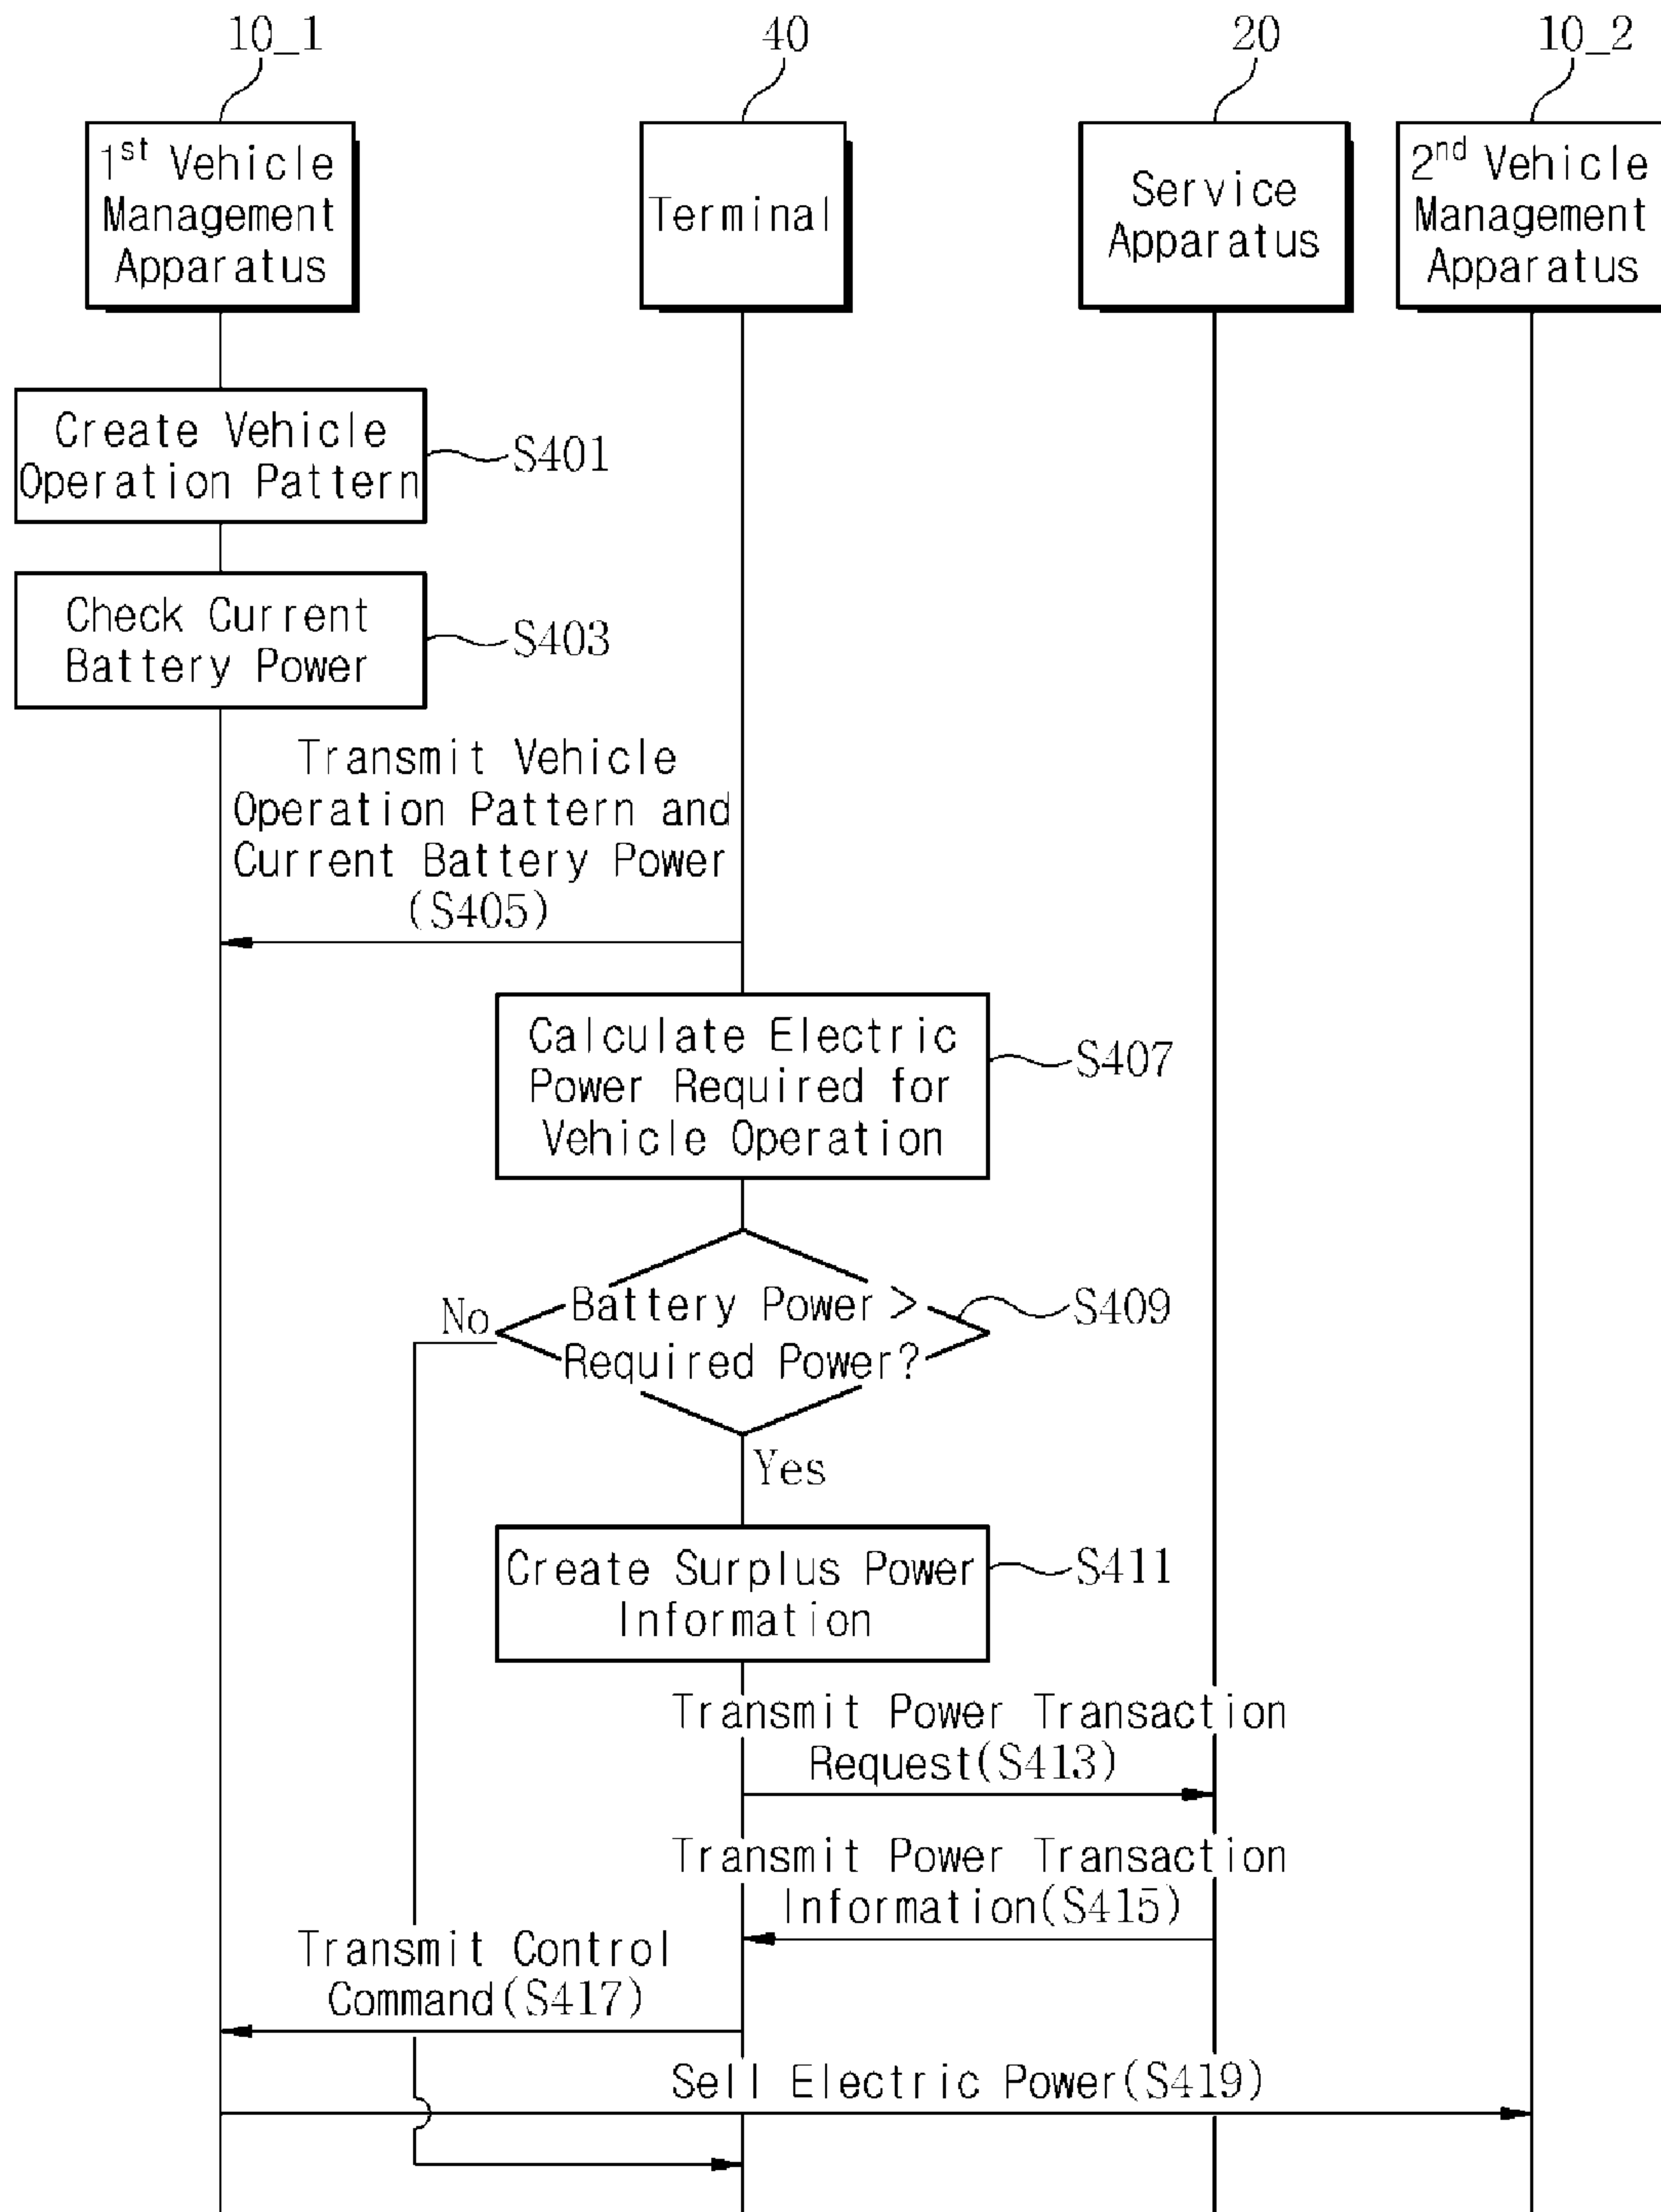 10_1
40
20
10_2
1st Vehicle
Management
Apparatus
Terminal
Service
Apparatus
2nd Vehicle
Management
Apparatus
Create Vehicle
Operation Pattern
S401
Check Current
Battery Power
S403
Transmit Vehicle
Operation Pattern and
Current Battery Power
(S405)
Calculate Electric
Power Required for
Vehicle Operation
S407
Battery Power >
Required Power?
S409
No
Yes
Create Surplus Power
Information
S411
Transmit Power Transaction
Request(S413)
Transmit Power Transaction
Information(S415)
Transmit Control
Command(S417)
Sell Electric Power(S419)